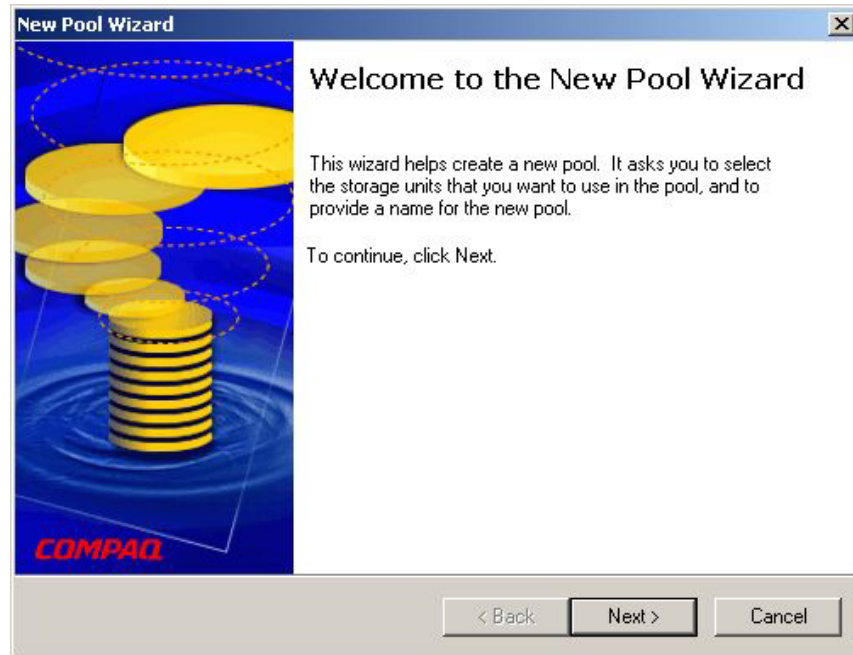 New Pool Wizard
Welcome to the New Pool Wizard
This wizard helps create a new pool. It asks you to select
the storage units that you want to use in the pool, and to
provide a name for the new pool.
To continue, click Next.
COMPAQ
< Back
Next >
Cancel